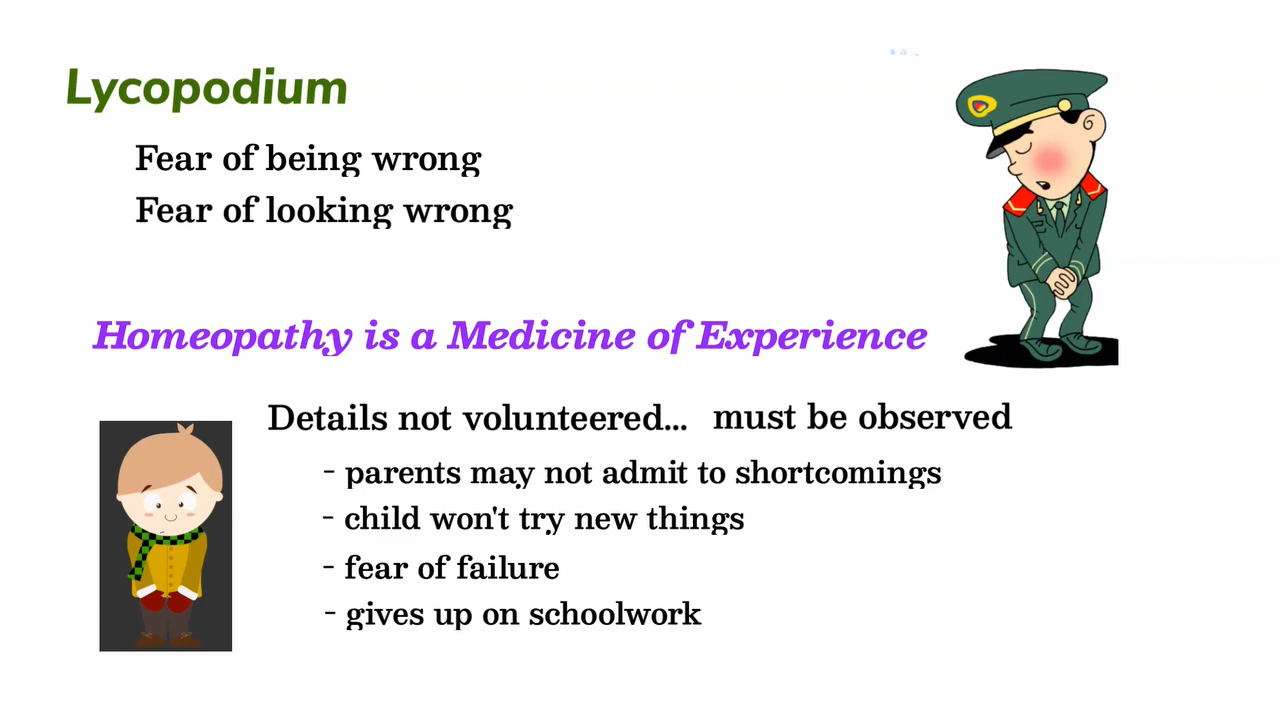 Lycopodium
Fear of being wrong
Fear of looking wrong
Homeopathy is a Medicine of Experience
Details not volunteered... must be observed
- parents may not admit to shortcomings
- child won't try new things
- fear of failure
- gives up on schoolwork